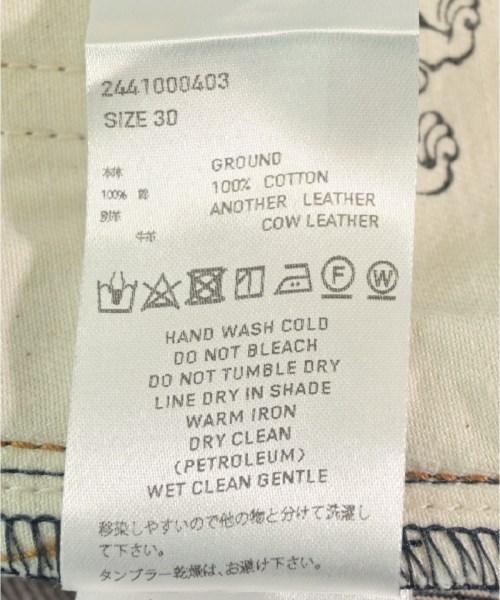 2441000403
SIZE 30
本体 GROUND
100% 綿 100% COTTON
別革 ANOTHER LEATHER
牛革 COW LEATHER
F W
HAND WASH COLD
DO NOT BLEACH
DO NOT TUMBLE DRY
LINE DRY IN SHADE
WARM IRON
DRY CLEAN
(PETROLEUM)
WET CLEAN GENTLE
移染しやすいので他の物と分けて洗濯し
て下さい。
タンブラー乾燥は、お避け下さい。